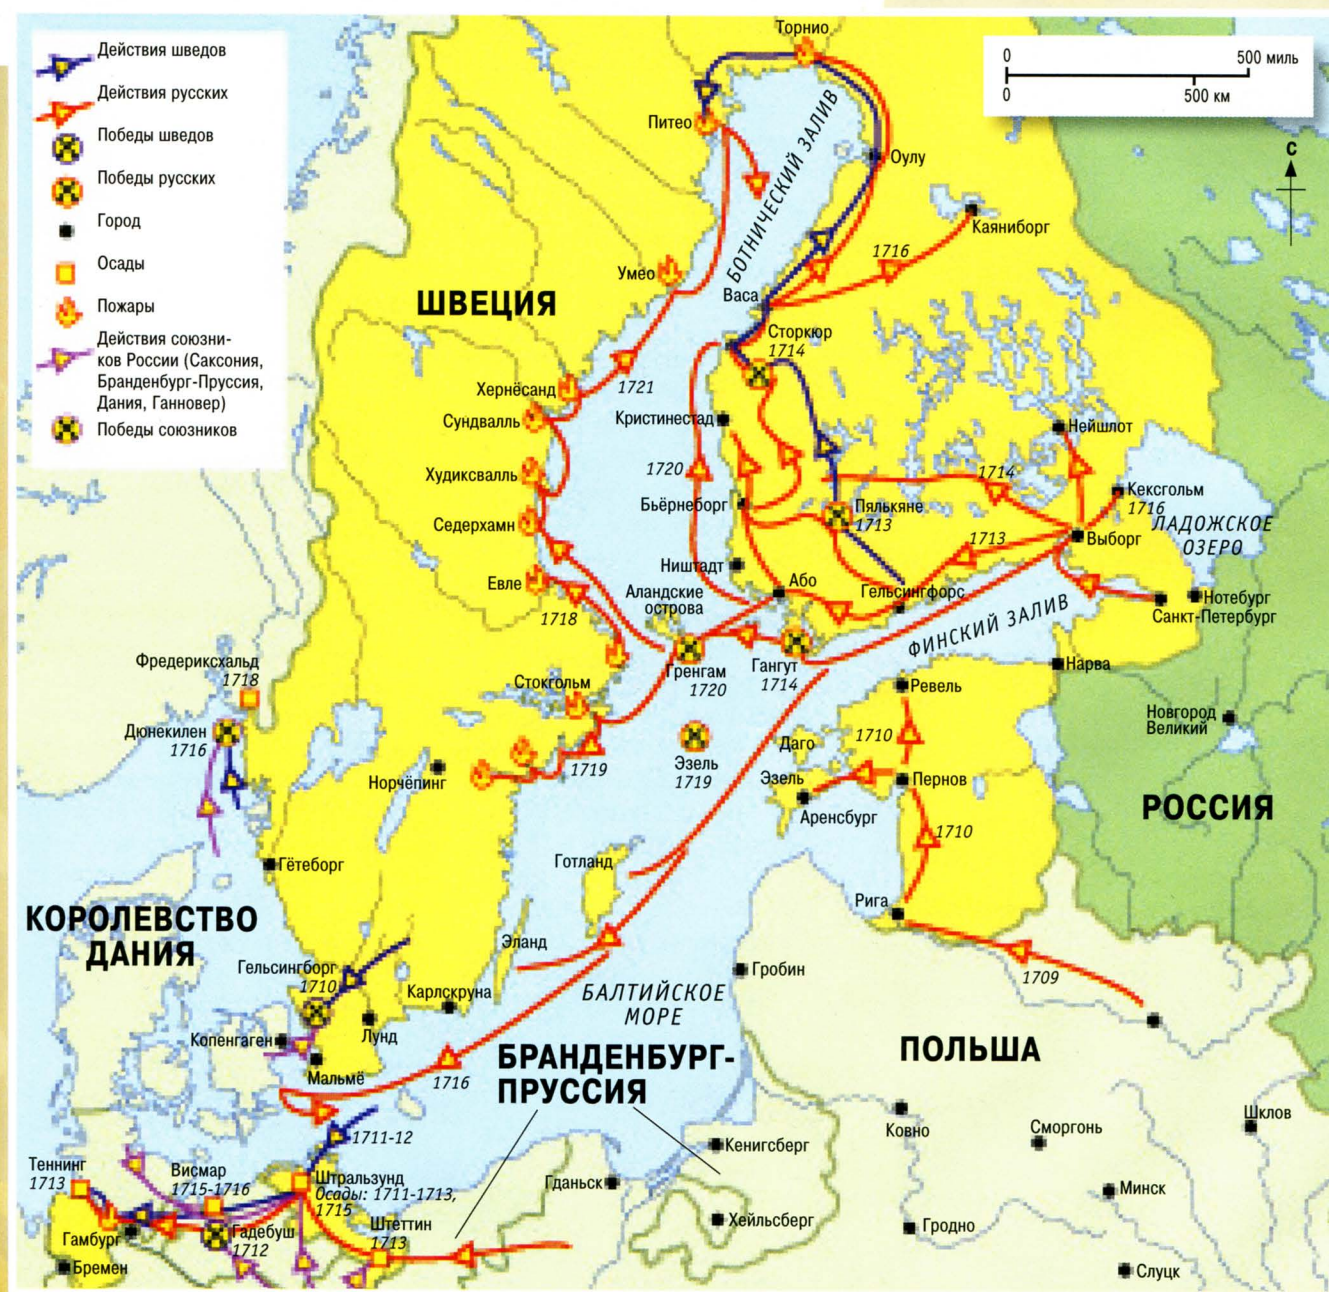 Действия шведов
Действия русских
Победы шведов
Победы русских
Город
Осады
Пожары
Действия союзни-
ков России (Саксония,
Бранденбург-Пруссия,
Дания, Ганновер)
Победы союзников
0
500 миль
0
500 км
С
Торнио
Питео
БОТНИЧЕСКИЙ ЗАЛИВ
Оулу
Каяниборг
1716
Умео
Васа
ШВЕЦИЯ
Сторкюр
1714
1721
Хернёсанд
Сундвалль
Кристинестад
Нейшлот
Худиксвалль
1720
1714
Кексгольм
1716
Бьёрнеборг
Пялькяне
1713
ЛАДОЖСКОЕ
ОЗЕРО
Седерхамн
1713
Выборг
Ништадт
Евле
Або
Аландские
острова
Гельсингфорс
Нотебург
Санкт-Петербург
1718
ФИНСКИЙ ЗАЛИВ
Фредериксхальд
1718
Гренгам
1720
Гангут
1714
Нарва
Стокгольм
Ревель
Новгород
Великий
Дюнекилен
1716
Даго
1710
Эзель
1719
1719
Норчёпинг
Эзель
Пернов
РОССИЯ
Аренсбург
1710
Гётеборг
Готланд
Рига
КОРОЛЕВСТВО
ДАНИЯ
Эланд
Гельсингборг
1710
Гробин
1709
Карлскруна
БАЛТИЙСКОЕ
МОРЕ
Копенгаген
Лунд
Мальмё
БРАНДЕНБУРГ-
ПРУССИЯ
ПОЛЬША
1716
1711-12
Кенигсберг
Ковно
Сморгонь
Шклов
Теннинг
1713
Висмар
1715-1716
Штральзунд
Осады: 1711-1713,
1715
Гданьск
Минск
Гамбург
Гадебуш
1712
Штеттин
1713
Хейльсберг
Гродно
Бремен
Слуцк